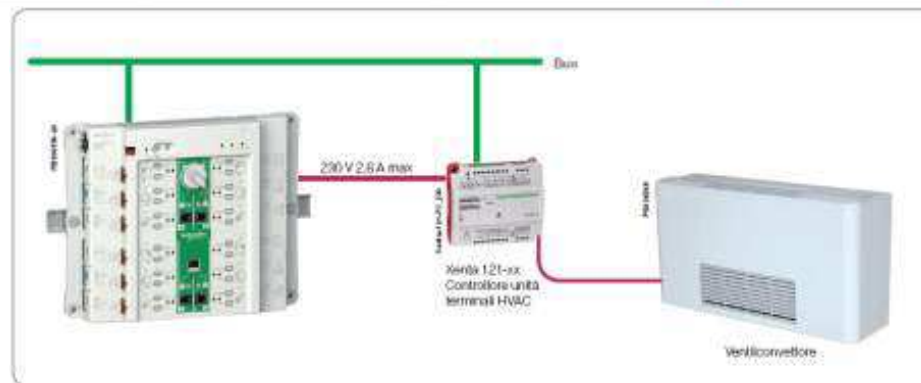 Bus
230 V 2,6 A max
Xenta 121-xx
Controllore unità
terminali HVAC
Ventilconvettore